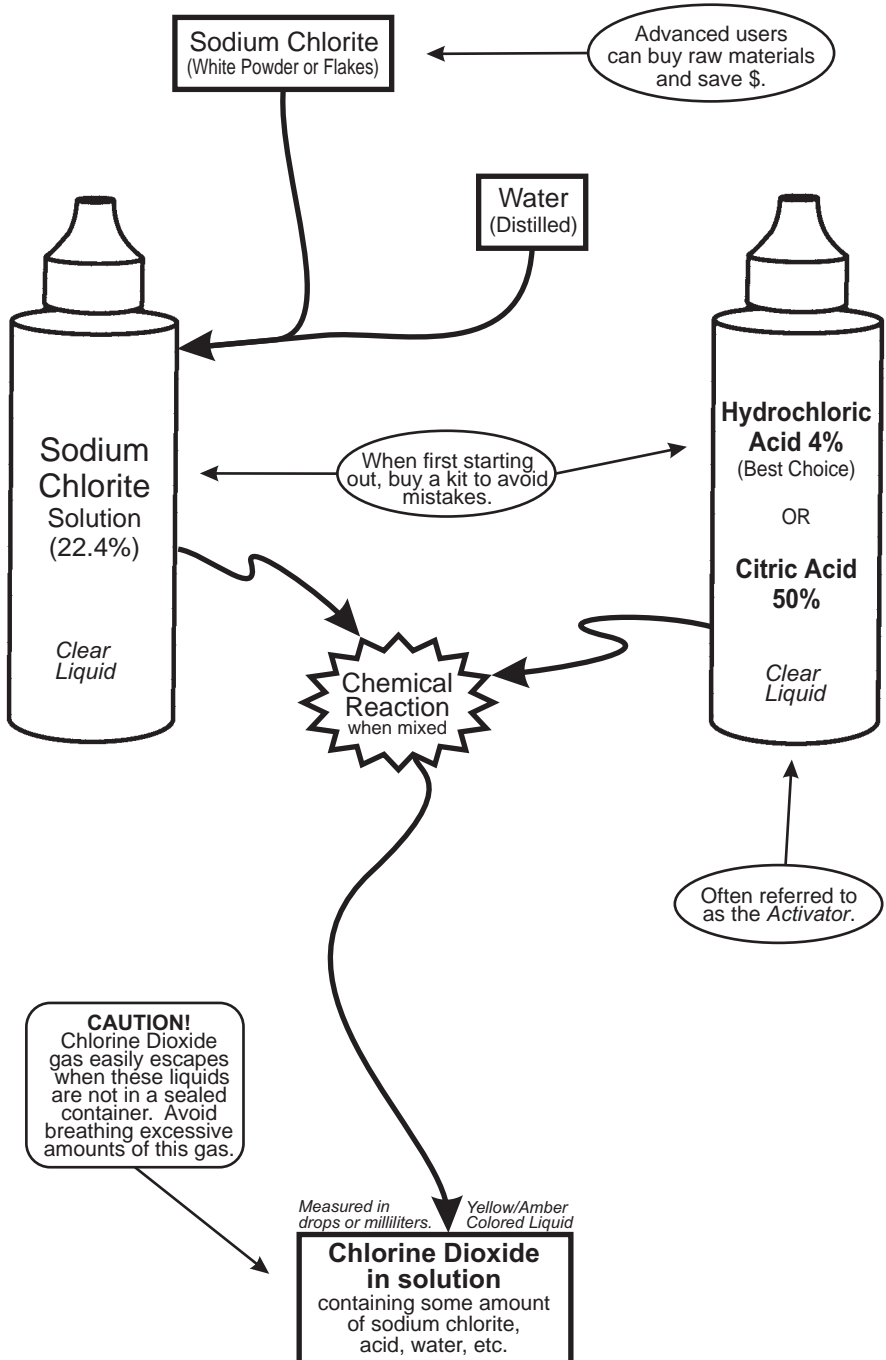 Sodium Chlorite
(White Powder or Flakes)
Advanced users
can buy raw materials
and save $.
Water
(Distilled)
Sodium
Chlorite
Solution
(22.4%)
Clear
Liquid
When first starting
out, buy a kit to avoid
mistakes.
Hydrochloric
Acid 4%
(Best Choice)
OR
Citric Acid
50%
Clear
Liquid
Chemical
Reaction
when mixed
Often referred to
as the Activator.
CAUTION!
Chlorine Dioxide
gas easily escapes
when these liquids
are not in a sealed
container. Avoid
breathing excessive
amounts of this gas.
Measured in
drops or milliliters.
Yellow/Amber
Colored Liquid
Chlorine Dioxide
in solution
containing some amount
of sodium chlorite,
acid, water, etc.